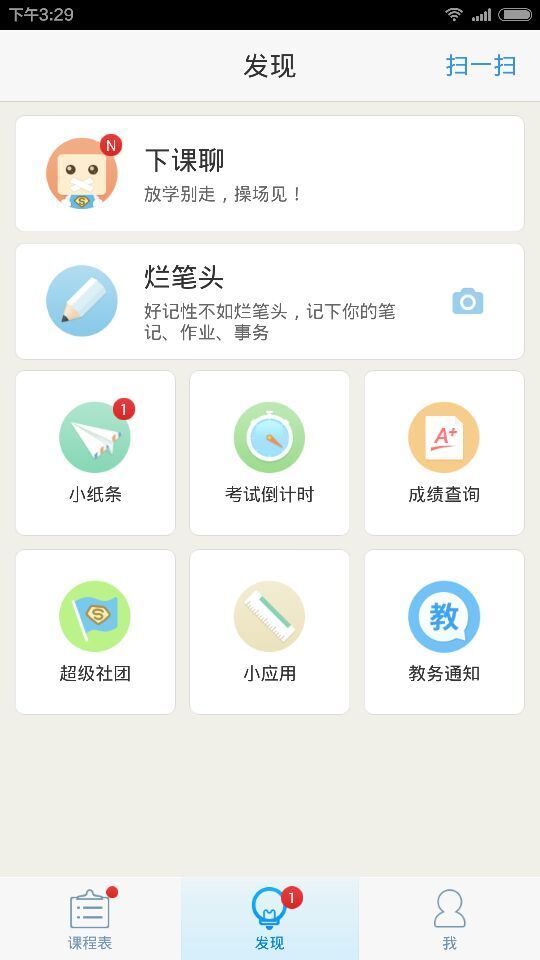 下午3:29
发现
扫一扫
N
下课聊
放学别走，操场见！
烂笔头
好记性不如烂笔头，记下你的笔
记、作业、事务
1
小纸条
考试倒计时
A+
成绩查询
S
超级社团
小应用
教
教务通知
课程表
1
发现
我